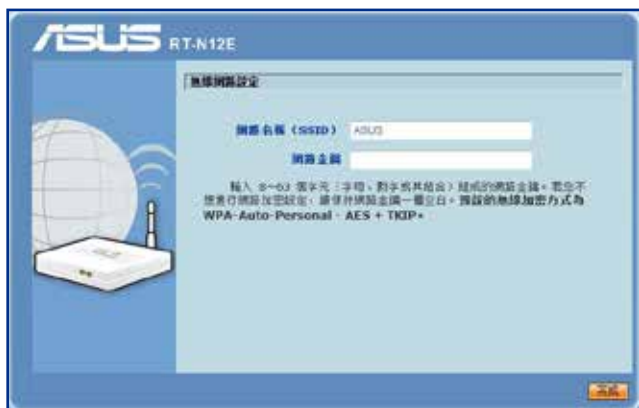 ASUS RT-N12E
無線網路設定
網路名稱（SSID） ASUS
網路金鑰
輸入 8~63 個字元（字母、數字或其組合）組成的網路金鑰。若您不
想進行網路加密設定，請保持網路金鑰一欄空白。預設的無線加密方式為
WPA-Auto-Personal - AES + TKIP。
完成